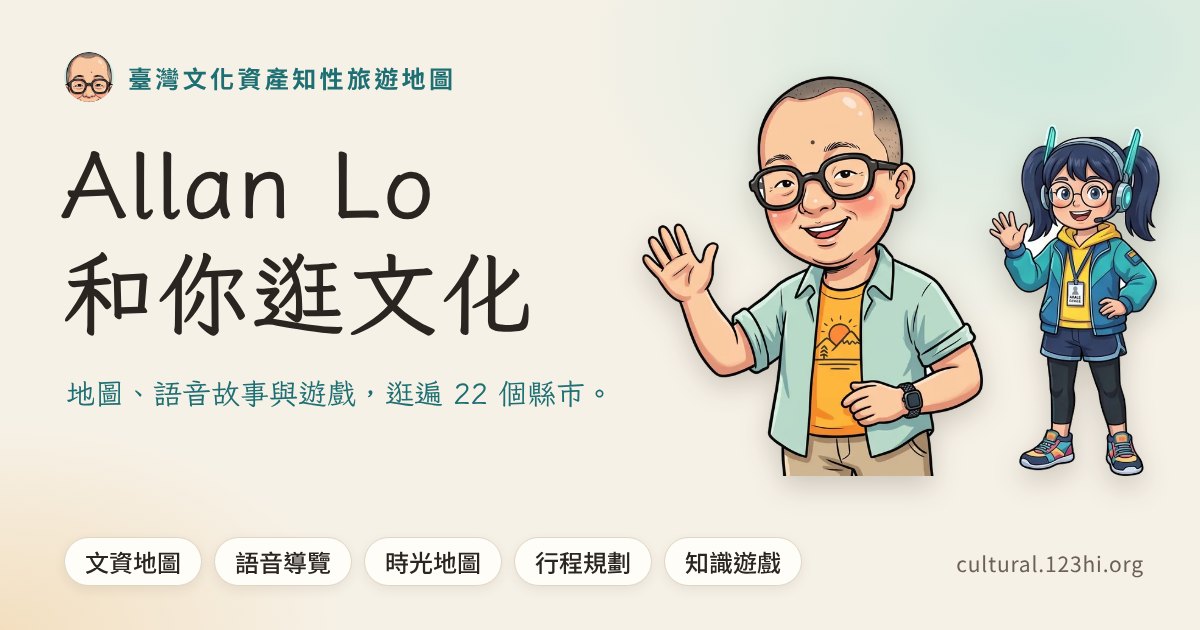 臺灣文化資產知性旅遊地圖
Allan Lo
和你逛文化
地圖、語音故事與遊戲，逛遍 22 個縣市。
文資地圖
語音導覽
時光地圖
行程規劃
知識遊戲
cultural.123hi.org